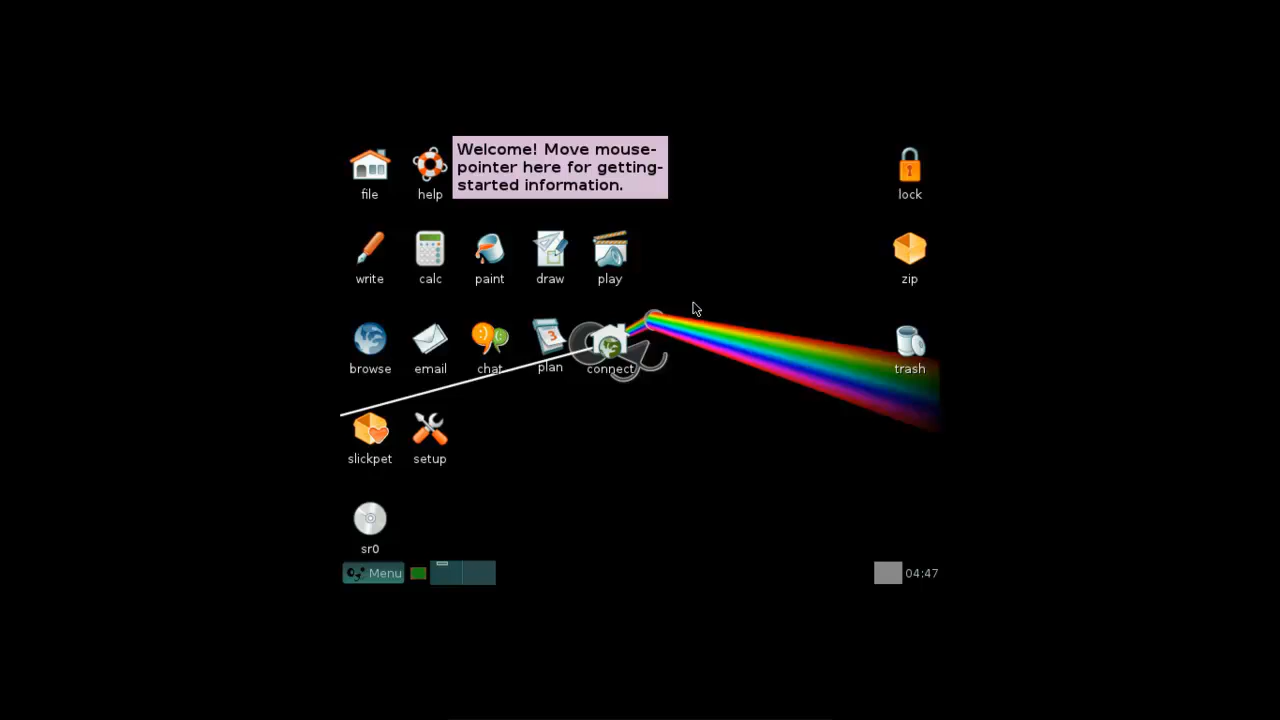 Welcome! Move mouse-
pointer here for getting-
started information.
file
help
lock
write
calc
paint
draw
play
zip
3
browse
email
chat
plan
connect
trash
slickpet
setup
sr0
Menu
04:47